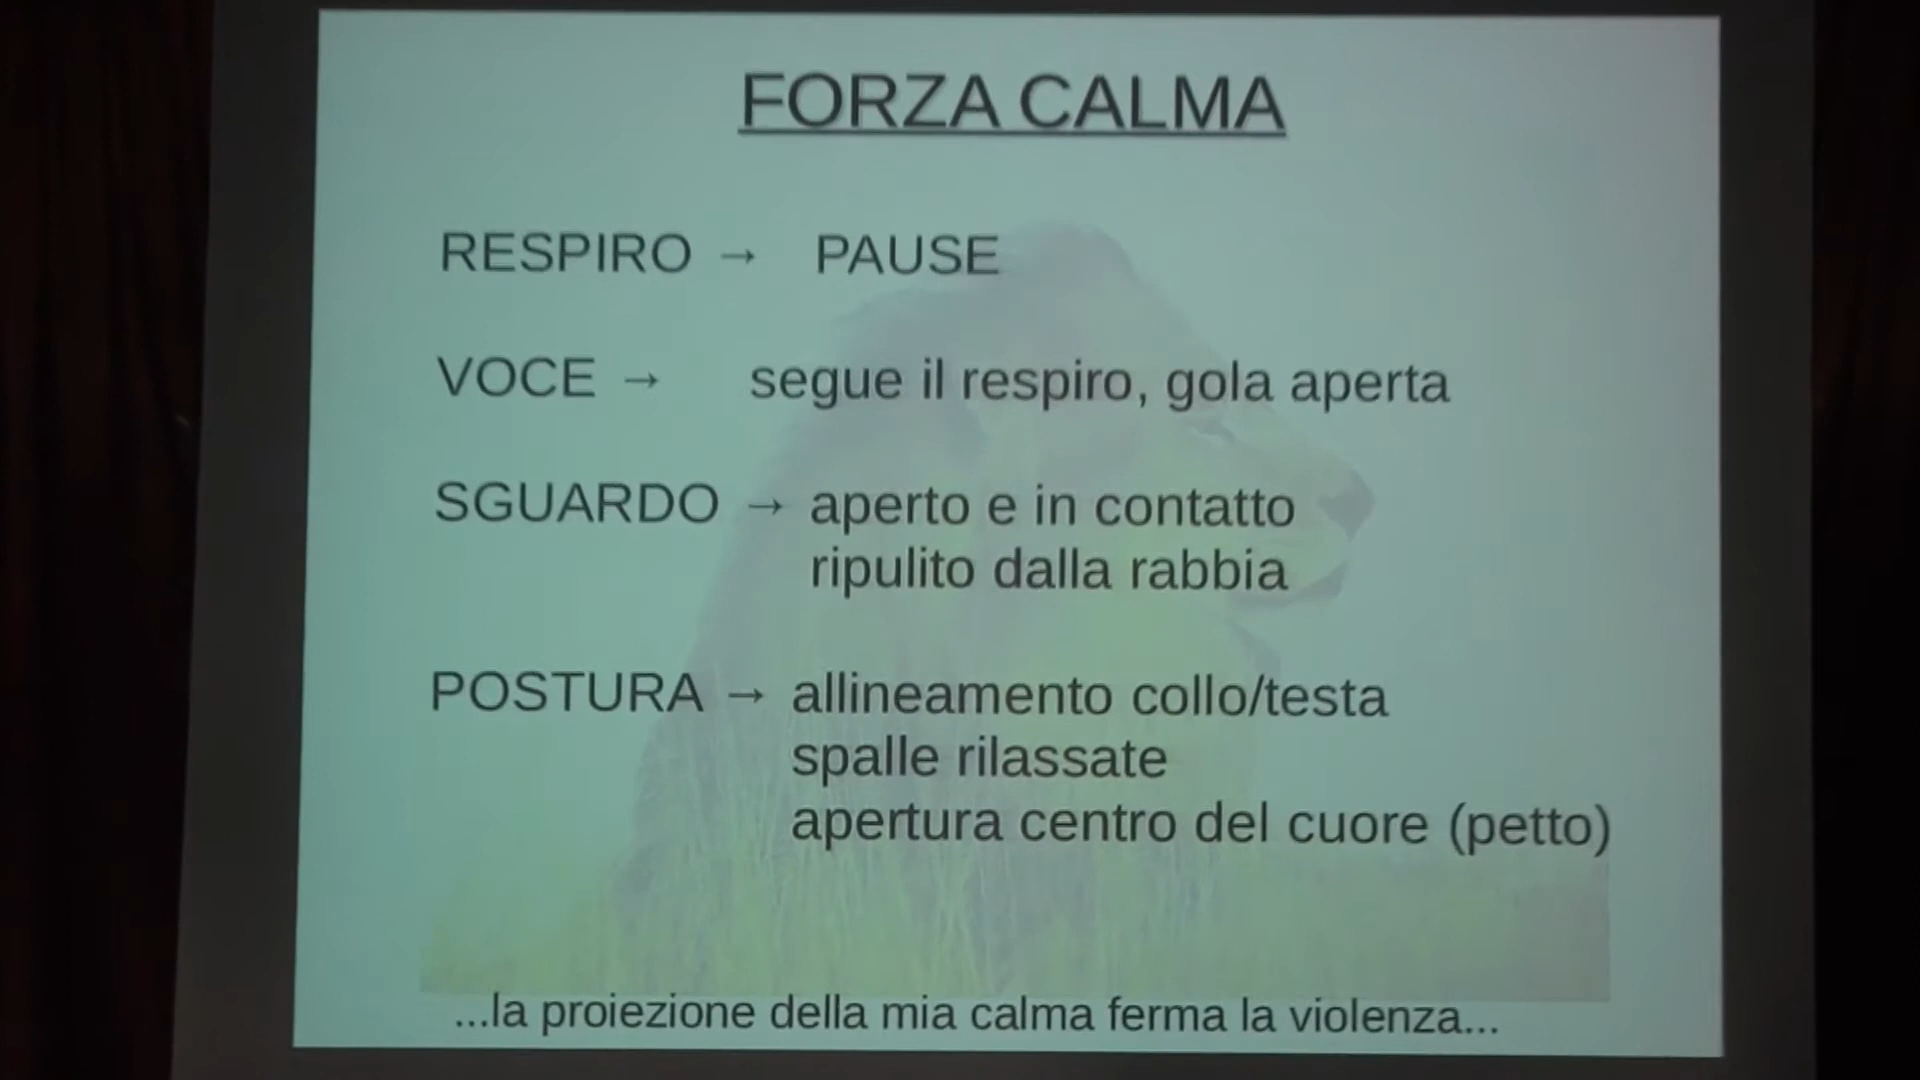 FORZA CALMA
RESPIRO → PAUSE
VOCE → segue il respiro, gola aperta
SGUARDO → aperto e in contatto
ripulito dalla rabbia
POSTURA → allineamento collo/testa
spalle rilassate
apertura centro del cuore (petto)
...la proiezione della mia calma ferma la violenza...